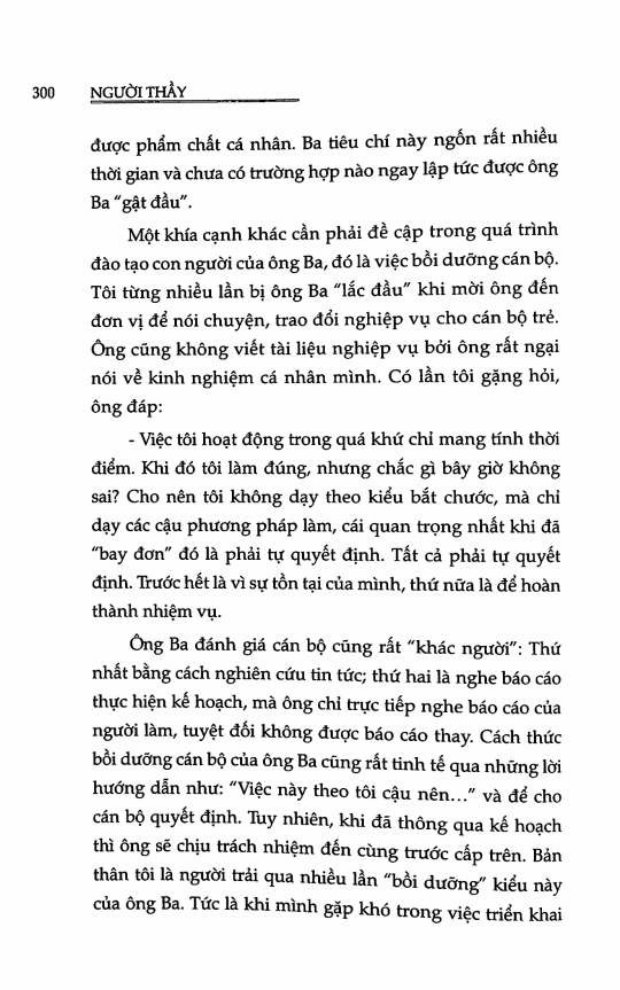 300 NGƯỜI THẦY
được phẩm chất cá nhân. Ba tiêu chí này ngốn rất nhiều
thời gian và chưa có trường hợp nào ngay lập tức được ông
Ba “gật đầu”.
Một khía cạnh khác cần phải đề cập trong quá trình
đào tạo con người của ông Ba, đó là việc bồi dưỡng cán bộ.
Tôi từng nhiều lần bị ông Ba “lắc đầu” khi mời ông đến
đơn vị để nói chuyện, trao đổi nghiệp vụ cho cán bộ trẻ.
Ông cũng không viết tài liệu nghiệp vụ bởi ông rất ngại
nói về kinh nghiệm cá nhân mình. Có lần tôi gặng hỏi,
ông đáp:
- Việc tôi hoạt động trong quá khứ chỉ mang tính thời
điểm. Khi đó tôi làm đúng, nhưng chắc gì bây giờ không
sai? Cho nên tôi không dạy theo kiểu bắt chước, mà chỉ
dạy các cậu phương pháp làm, cái quan trọng nhất khi đã
“bay đơn” đó là phải tự quyết định. Tất cả phải tự quyết
định. Trước hết là vì sự tồn tại của mình, thứ nữa là để hoàn
thành nhiệm vụ.
Ông Ba đánh giá cán bộ cũng rất “khác người”: Thứ
nhất bằng cách nghiên cứu tin tức; thứ hai là nghe báo cáo
thực hiện kế hoạch, mà ông chỉ trực tiếp nghe báo cáo của
người làm, tuyệt đối không được báo cáo thay. Cách thức
bồi dưỡng cán bộ của ông Ba cũng rất tinh tế qua những lời
hướng dẫn như: “Việc này theo tôi cậu nên...” và để cho
cán bộ quyết định. Tuy nhiên, khi đã thông qua kế hoạch
thì ông sẽ chịu trách nhiệm đến cùng trước cấp trên. Bản
thân tôi là người trải qua nhiều lần “bồi dưỡng” kiểu này
của ông Ba. Tức là khi mình gặp khó trong việc triển khai